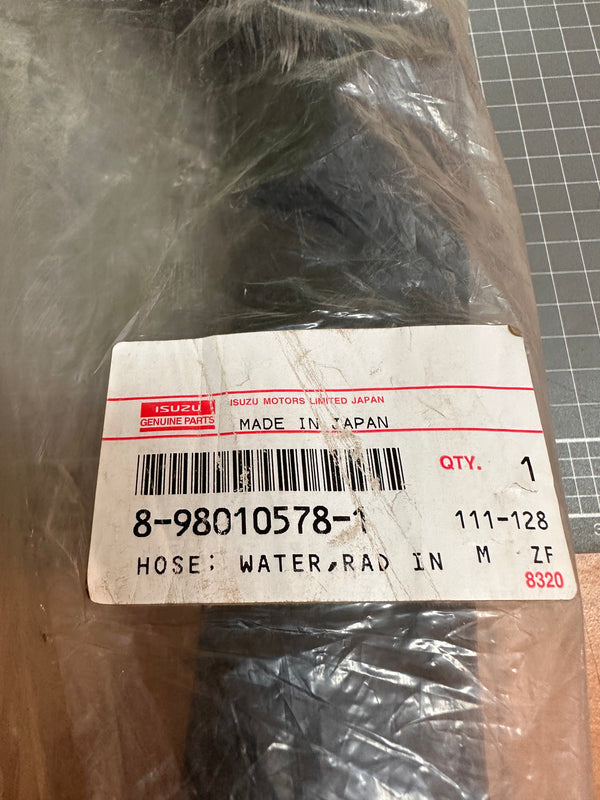 ISUZU
GENUINE PARTS
ISUZU MOTORS LIMITED JAPAN
MADE IN JAPAN
QTY. 1
8-98010578-1
111-128
HOSE; WATER,RAD IN M ZF
8320